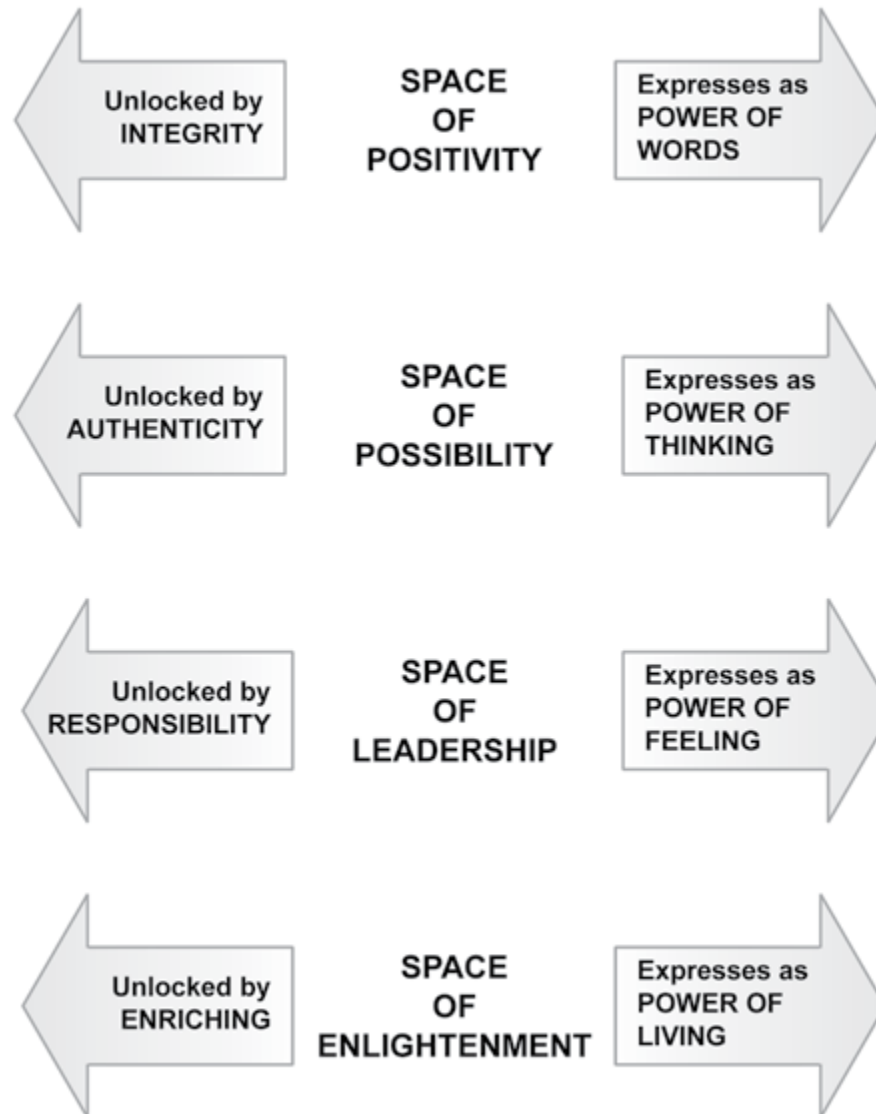 Unlocked by
INTEGRITY
SPACE
OF
POSITIVITY
Expresses as
POWER OF
WORDS
Unlocked by
AUTHENTICITY
SPACE
OF
POSSIBILITY
Expresses as
POWER OF
THINKING
Unlocked by
RESPONSIBILITY
SPACE
OF
LEADERSHIP
Expresses as
POWER OF
FEELING
Unlocked by
ENRICHING
SPACE
OF
ENLIGHTENMENT
Expresses as
POWER OF
LIVING